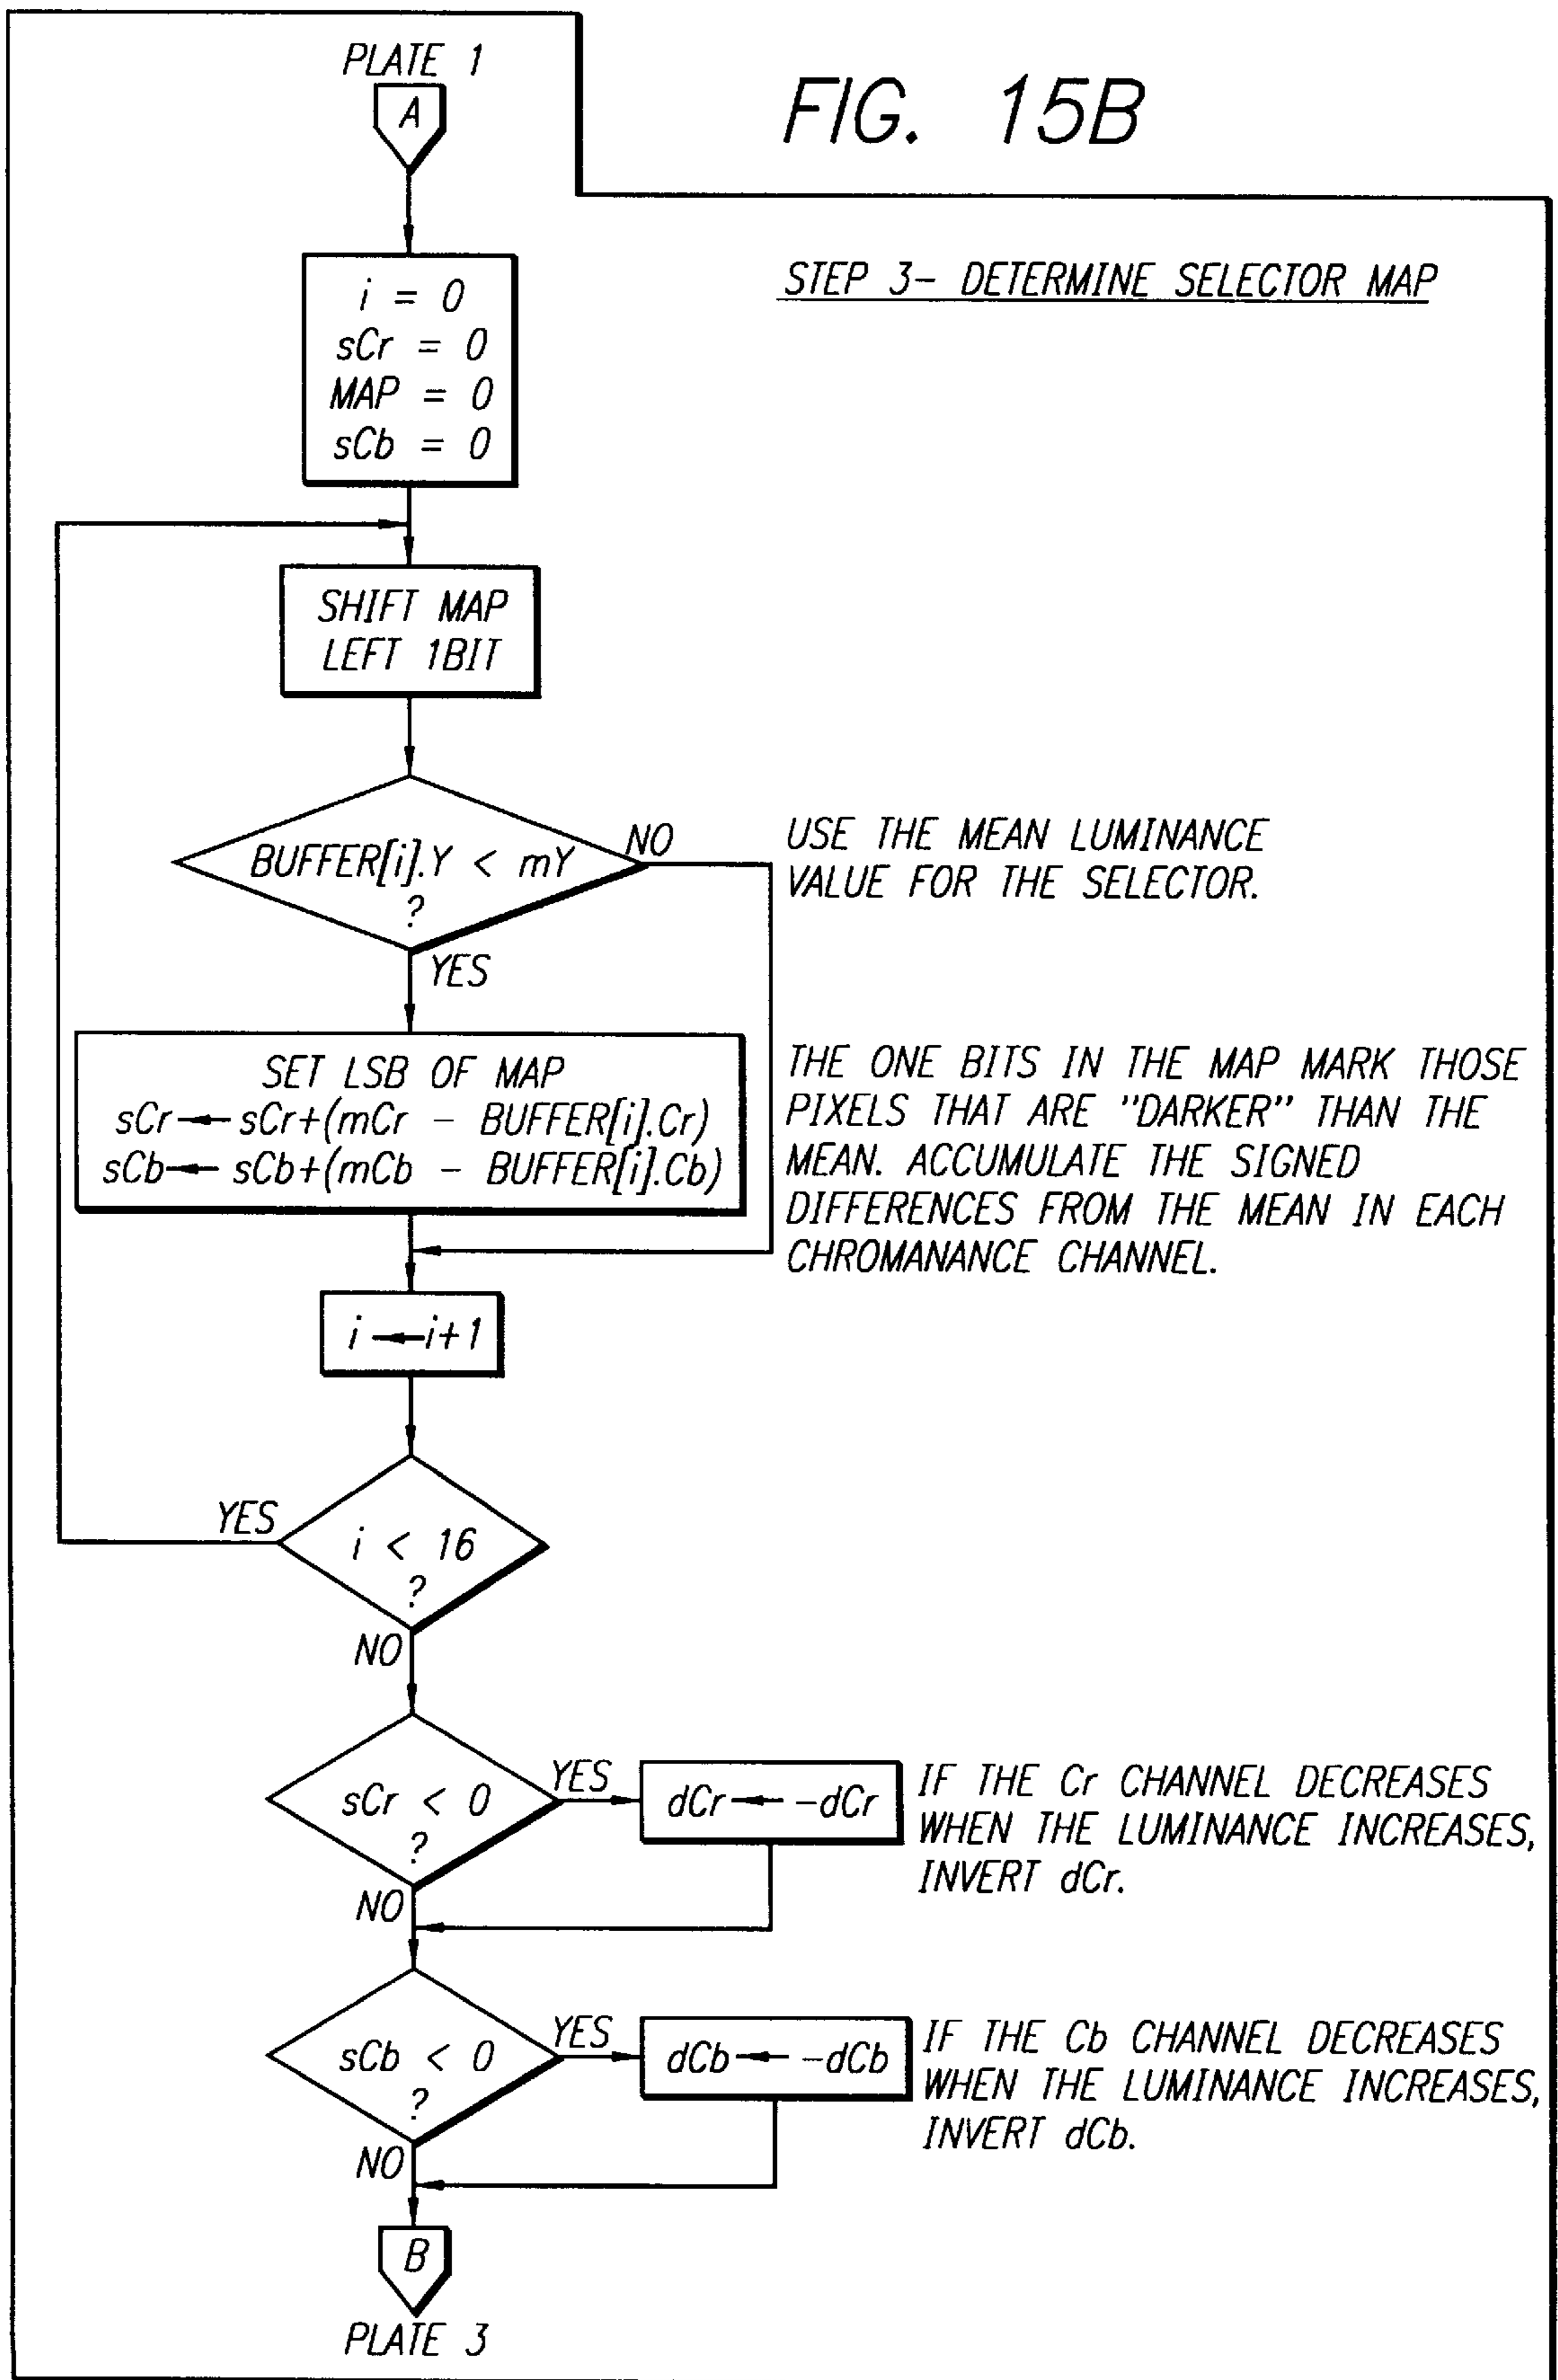 PLATE 1
A
FIG. 15B
STEP 3- DETERMINE SELECTOR MAP
i = 0
sCr = 0
MAP = 0
sCb = 0
SHIFT MAP
LEFT 1BIT
BUFFER[i].Y < mY
?
NO
YES
USE THE MEAN LUMINANCE
VALUE FOR THE SELECTOR.
SET LSB OF MAP
sCr ← sCr+(mCr - BUFFER[i].Cr)
sCb ← sCb+(mCb - BUFFER[i].Cb)
THE ONE BITS IN THE MAP MARK THOSE
PIXELS THAT ARE "DARKER" THAN THE
MEAN. ACCUMULATE THE SIGNED
DIFFERENCES FROM THE MEAN IN EACH
CHROMANANCE CHANNEL.
i ← i+1
YES
i < 16
?
NO
sCr < 0
?
YES
NO
dCr ← -dCr
IF THE Cr CHANNEL DECREASES
WHEN THE LUMINANCE INCREASES,
INVERT dCr.
sCb < 0
?
YES
NO
dCb ← -dCb
IF THE Cb CHANNEL DECREASES
WHEN THE LUMINANCE INCREASES,
INVERT dCb.
B
PLATE 3